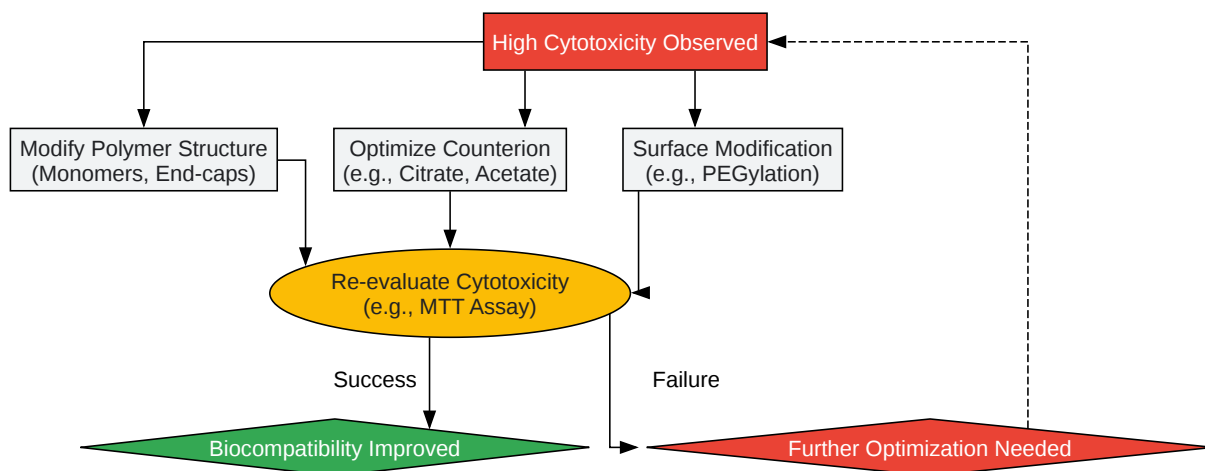 High Cytotoxicity Observed
Modify Polymer Structure
(Monomers, End-caps)
Optimize Counterion
(e.g., Citrate, Acetate)
Surface Modification
(e.g., PEGylation)
Re-evaluate Cytotoxicity
(e.g., MTT Assay)
Success
Failure
Biocompatibility Improved
Further Optimization Needed